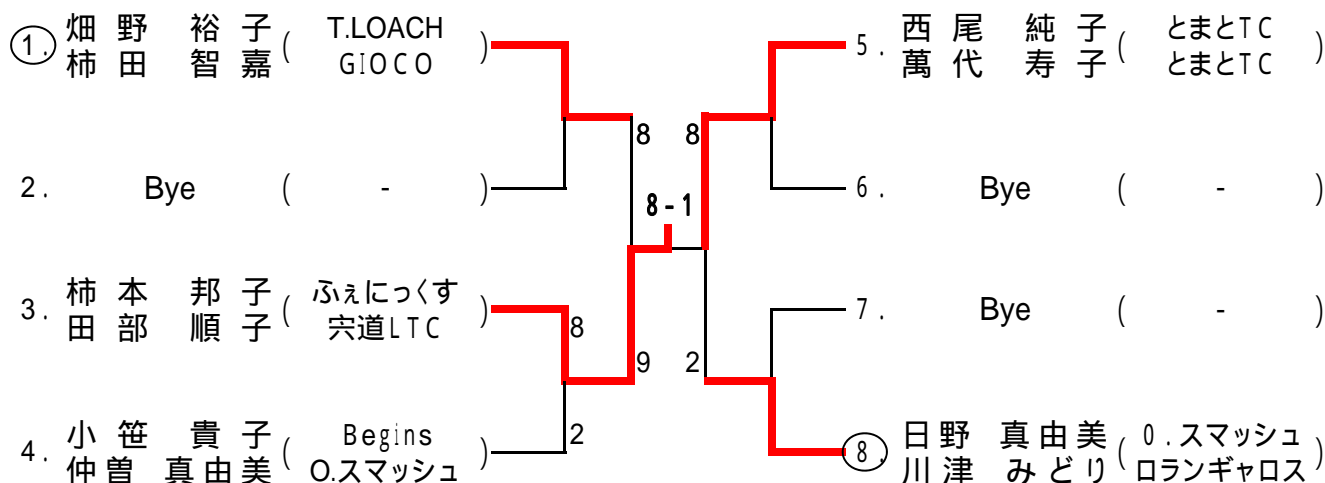 1. 畑野 裕子 ( T.LOACH )
柿田 智嘉 GIOCO
2. Bye ( - )
3. 柿本 邦子 ( ふぇにっくす )
田部 順子 宍道LTC
4. 小笹 貴子 ( Begins )
仲曽 真由美 O.スマッシュ
8 8
8-1
8
9 2
2
5. 西尾 純子 ( とまとTC )
萬代 寿子 とまとTC
6. Bye ( - )
7. Bye ( - )
8 日野 真由美 ( O.スマッシュ )
川津 みどり ロランギャロス